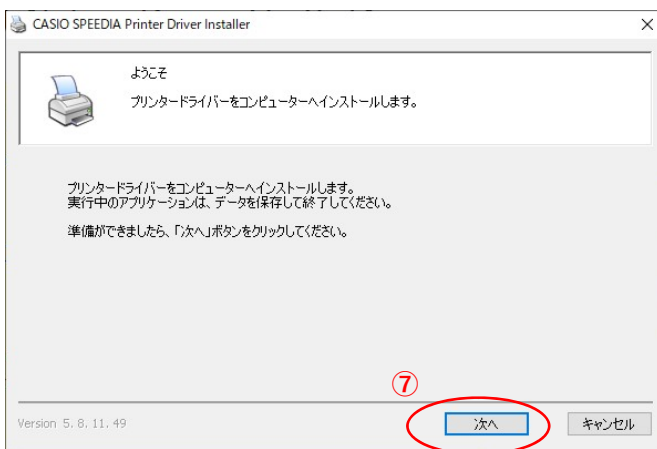 CASIO SPEEDIA Printer Driver Installer
ようこそ
プリンタードライバーをコンピューターへインストールします。
プリンタードライバーをコンピューターへインストールします。
実行中のアプリケーションは、データを保存して終了してください。
準備ができましたら、「次へ」ボタンをクリックしてください。
⑦
Version 5. 8. 11. 49
次へ
キャンセル